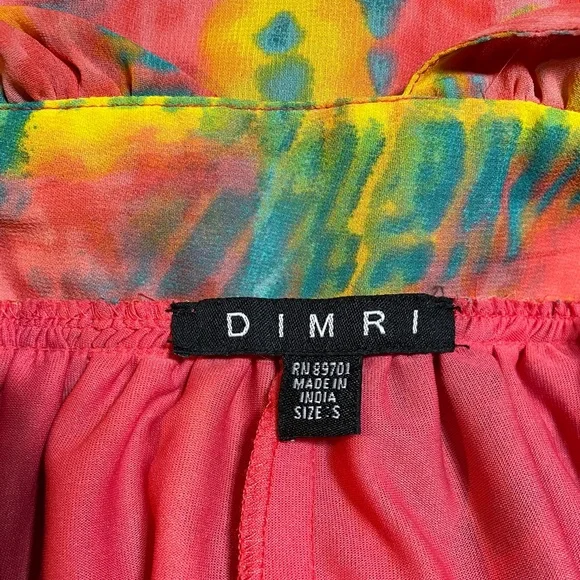 DIMRI
RN 89701
MADE IN
INDIA
SIZE:S